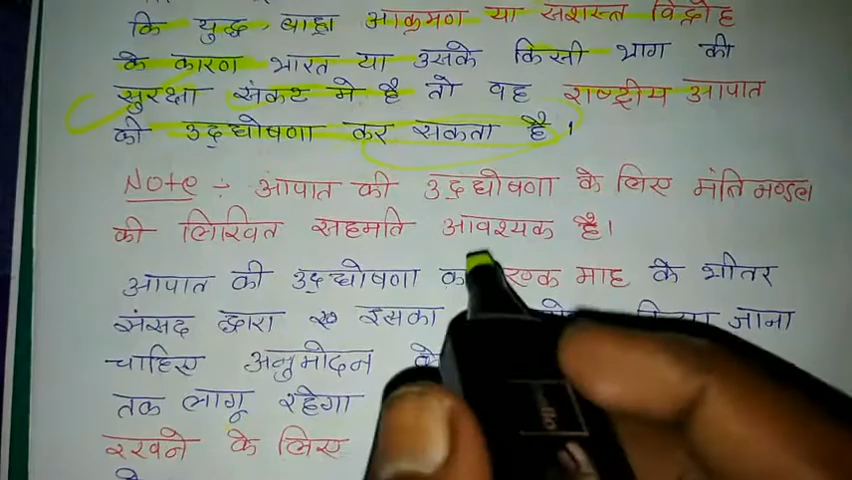 कि युद्ध, बाह्य आक्रमण या सशस्त विद्रोह
के कारण भारत या उसके किसी भाग की
सुरक्षा संकट मे है तो वह राष्ट्रीय आपात
की उद्घोषणा कर सकता है।
Note :- आपात की उद्घोषणा के लिए मंत्रिमण्डल
की लिखित सहमति आवश्यक है।
आपात की उद्घोषणा एक माह के भीतर
संसद द्वारा इसका जाना
चाहिए अनुमोदन
तक लागू रहेगा
रखने के लिए